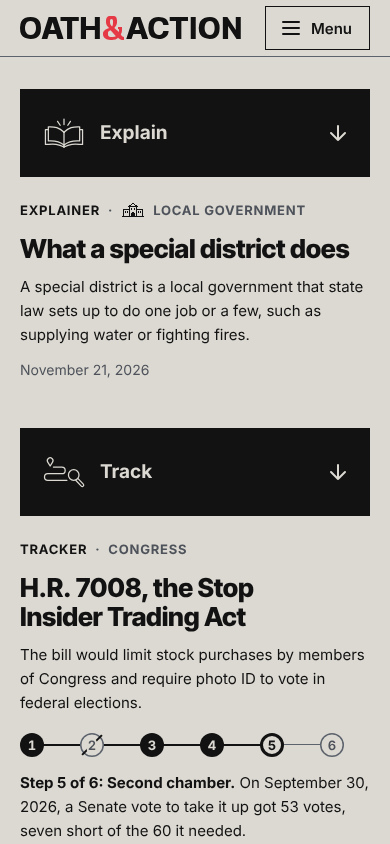 OATH&ACTION
Menu
Explain
EXPLAINER · LOCAL GOVERNMENT
What a special district does
A special district is a local government that state
law sets up to do one job or a few, such as
supplying water or fighting fires.
November 21, 2026
Track
TRACKER · CONGRESS
H.R. 7008, the Stop
Insider Trading Act
The bill would limit stock purchases by members
of Congress and require photo ID to vote in
federal elections.
1 2 3 4 5 6
Step 5 of 6: Second chamber. On September 30,
2026, a Senate vote to take it up got 53 votes,
seven short of the 60 it needed.